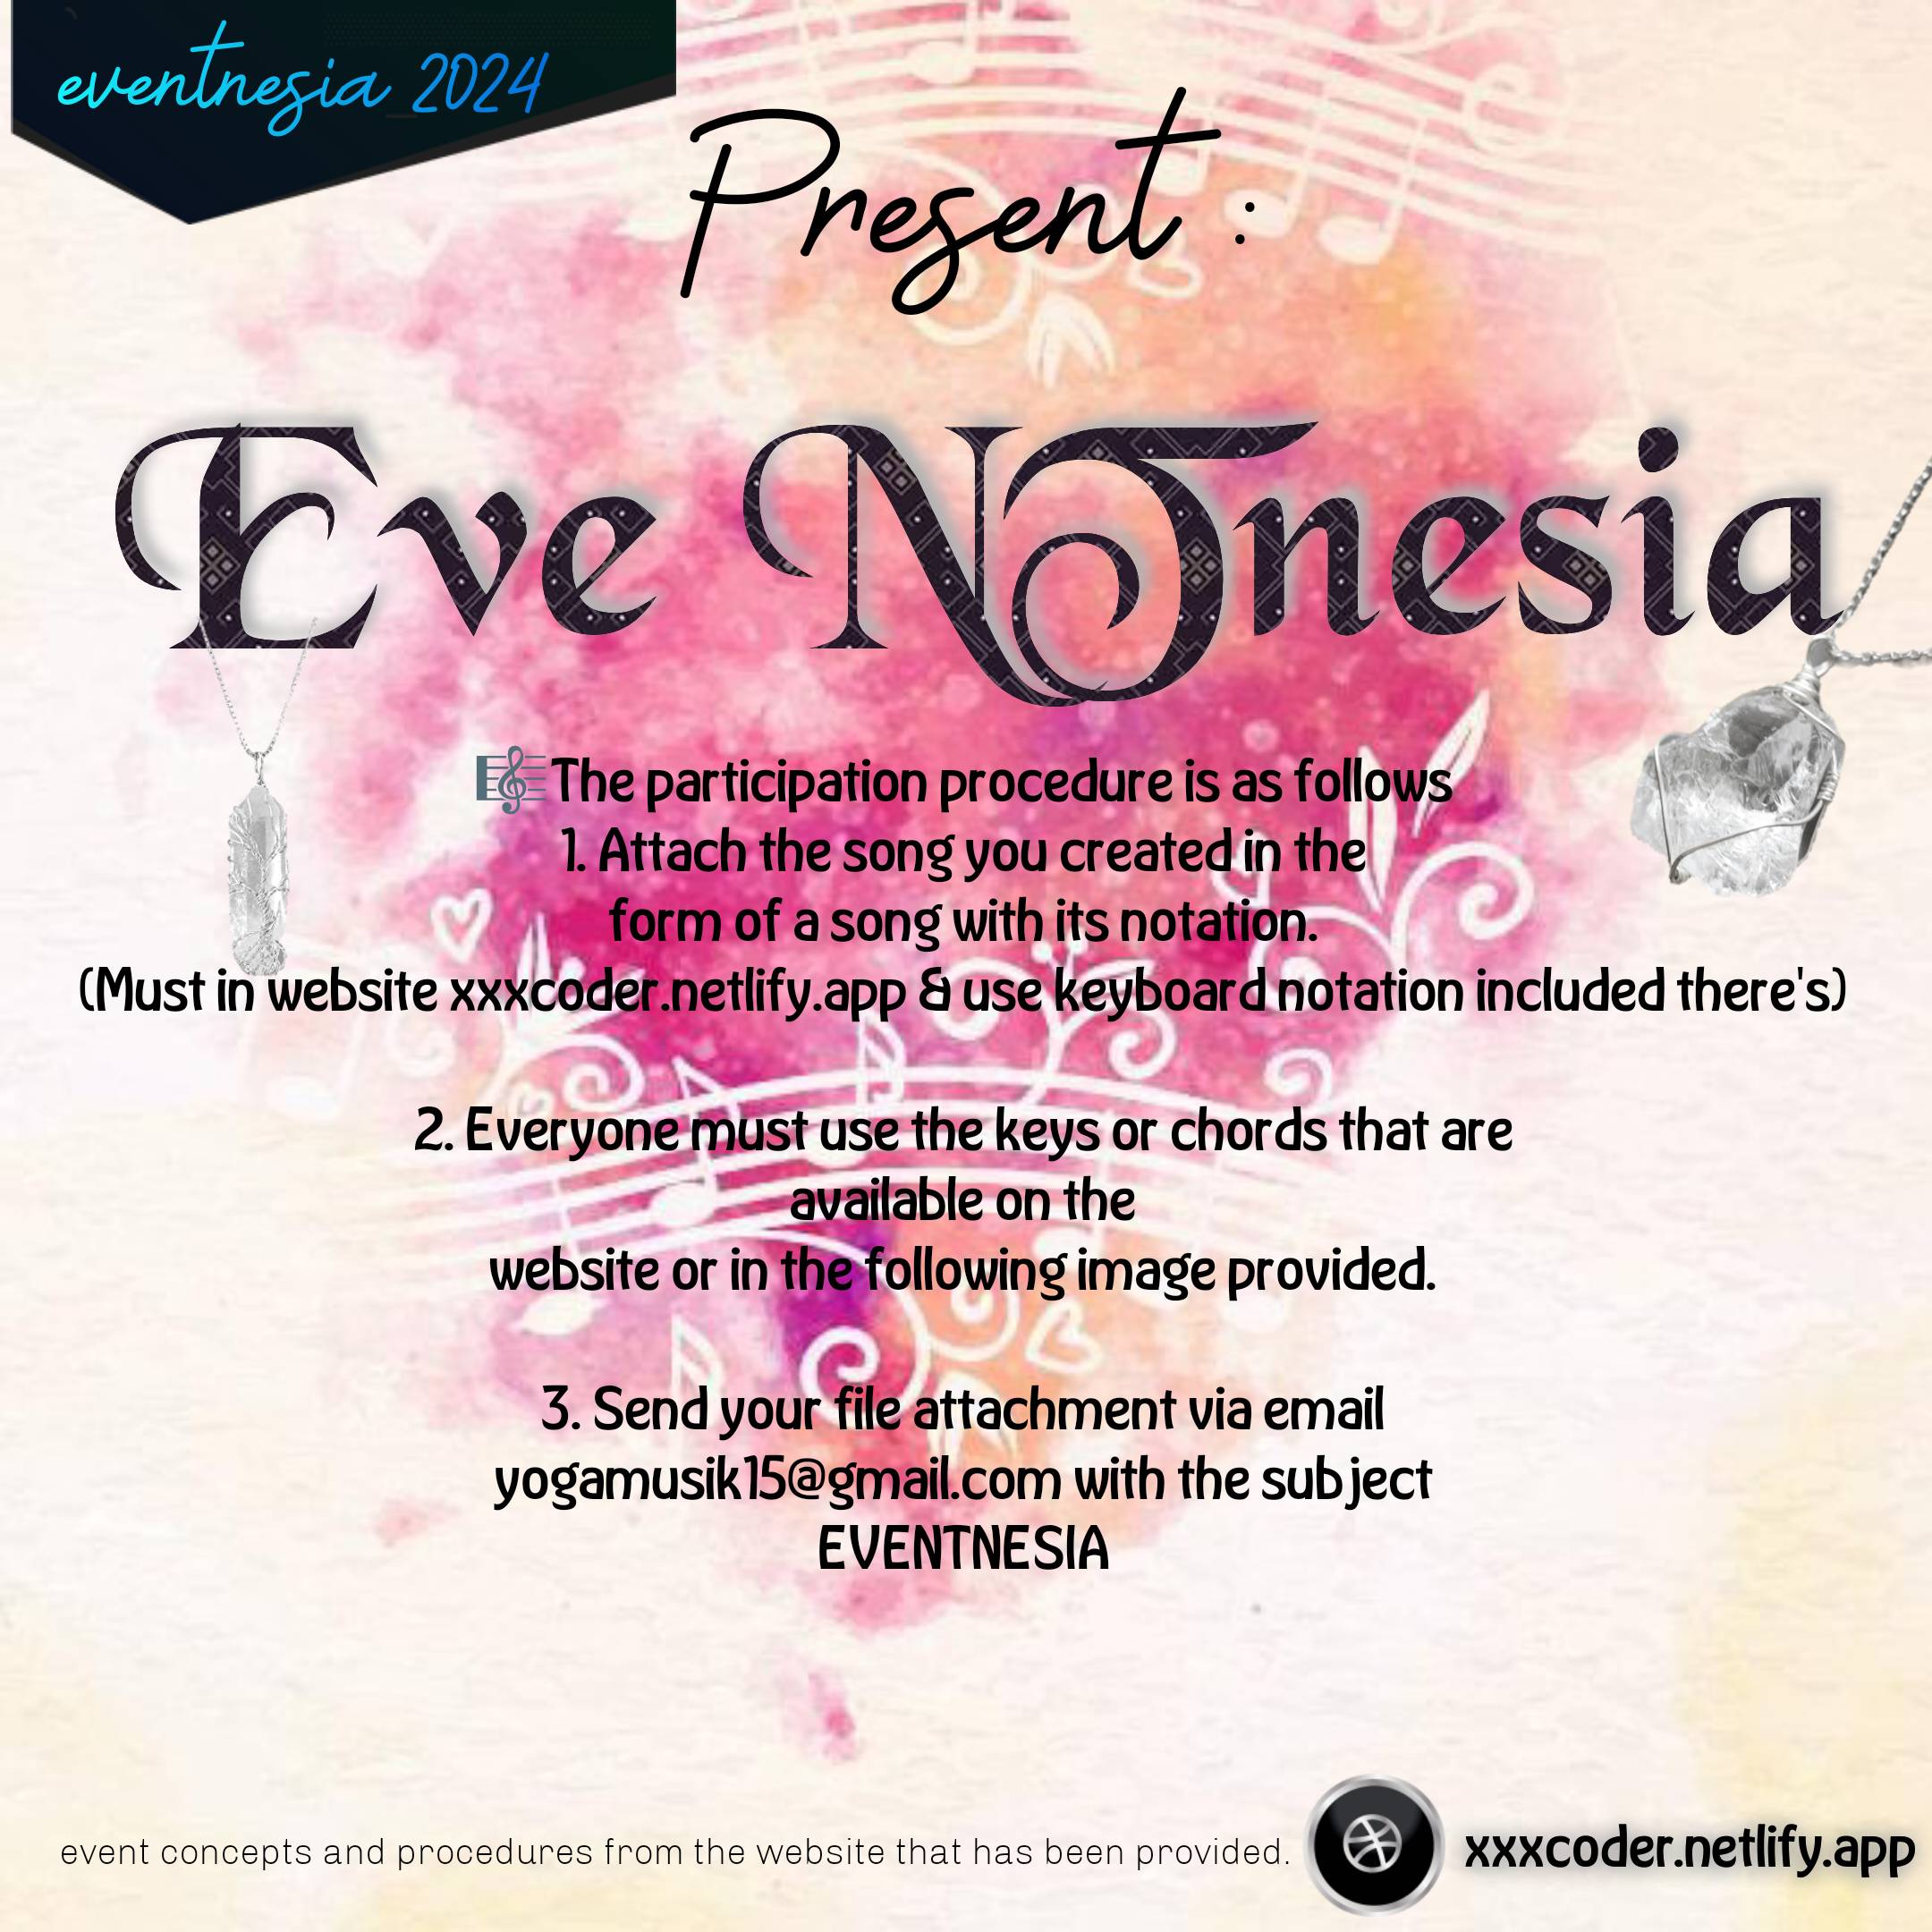 eventnesia 2024
Present :
Eve NTnesia
The participation procedure is as follows
1. Attach the song you created in the
form of a song with its notation.
(Must in website xxxcoder.netlify.app & use keyboard notation included there's)
2. Everyone must use the keys or chords that are
available on the
website or in the following image provided.
3. Send your file attachment via email
yogamusik15@gmail.com with the subject
EVENTNESIA
event concepts and procedures from the website that has been provided.
xxxcoder.netlify.app